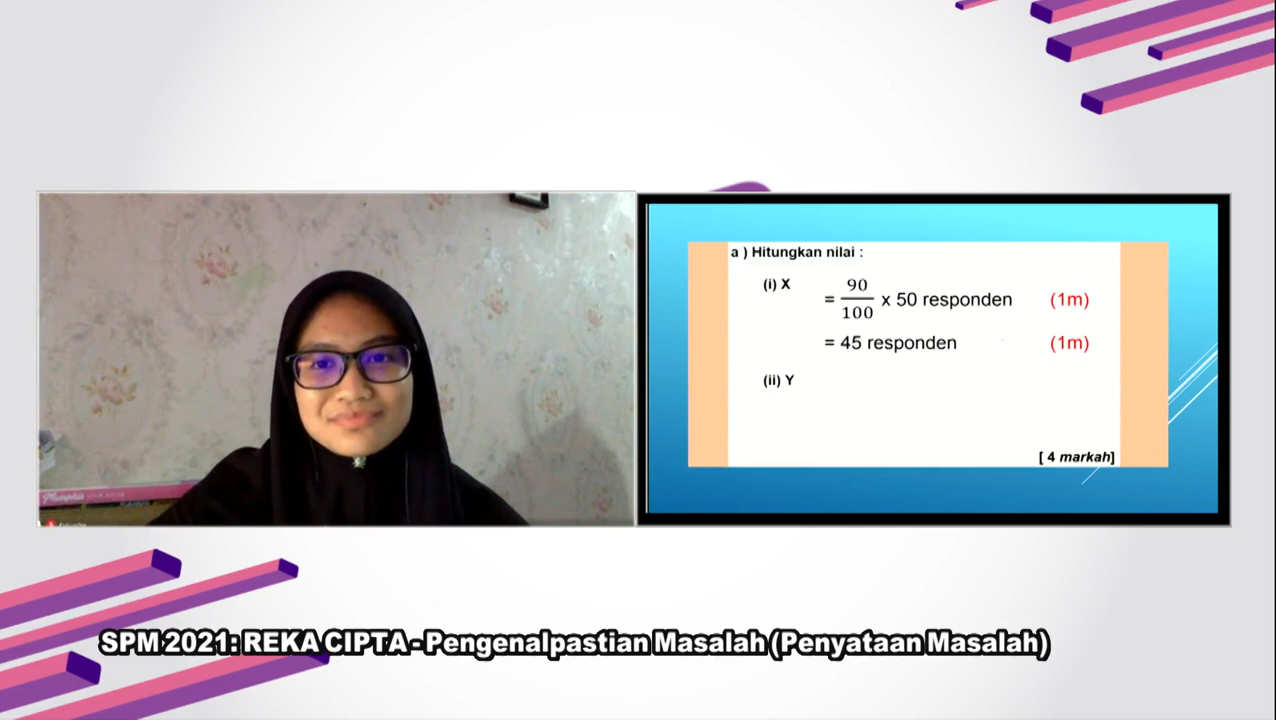 a ) Hitungkan nilai :
(i) X
= 90/100 x 50 responden (1m)
= 45 responden (1m)
(ii) Y
[ 4 markah]
SPM 2021: REKA CIPTA - Pengenalpastian Masalah (Penyataan Masalah)